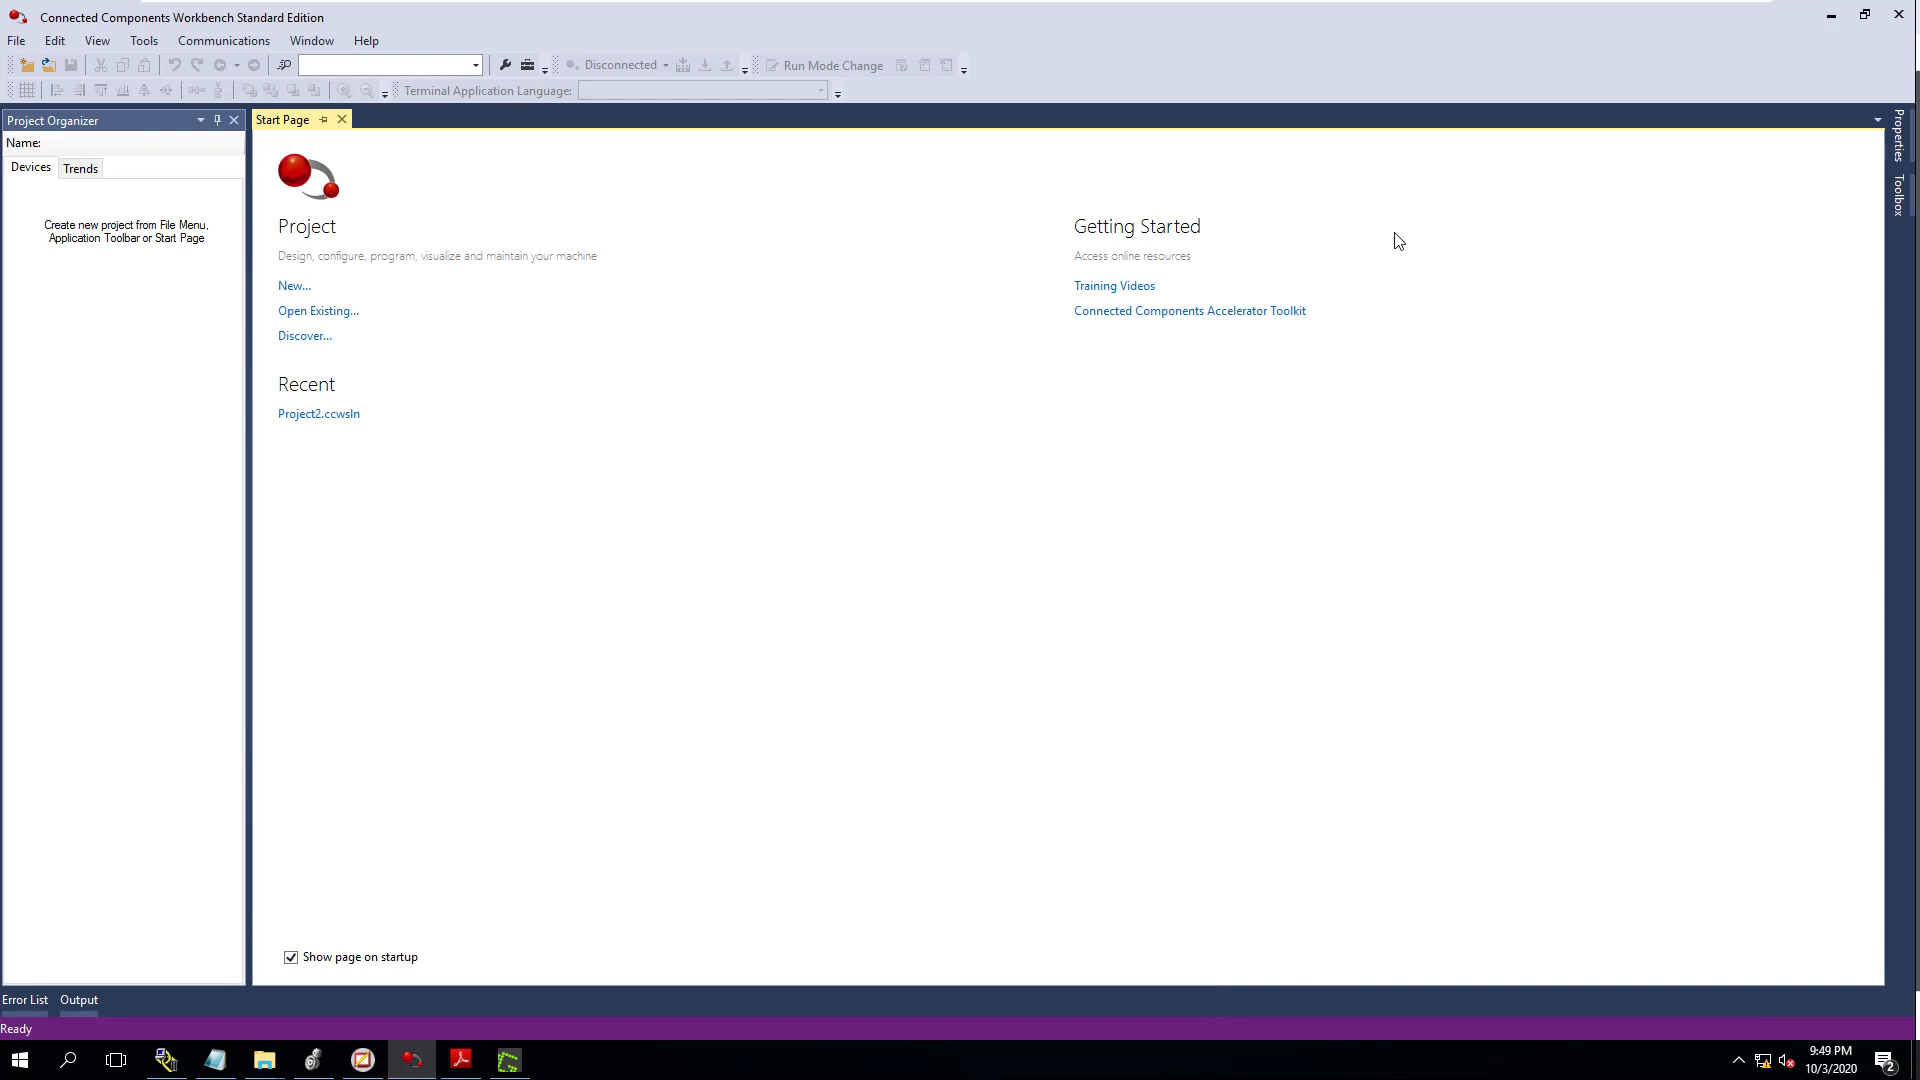 Connected Components Workbench Standard Edition
File Edit View Tools Communications Window Help
Disconnected Run Mode Change
Terminal Application Language:
Project Organizer
Name:
Devices Trends
Create new project from File Menu,
Application Toolbar or Start Page
Start Page
Project
Design, configure, program, visualize and maintain your machine
New...
Open Existing...
Discover...
Recent
Project2.ccwsln
Getting Started
Access online resources
Training Videos
Connected Components Accelerator Toolkit
Properties
Toolbox
Show page on startup
Error List Output
Ready
9:49 PM
10/3/2020
2